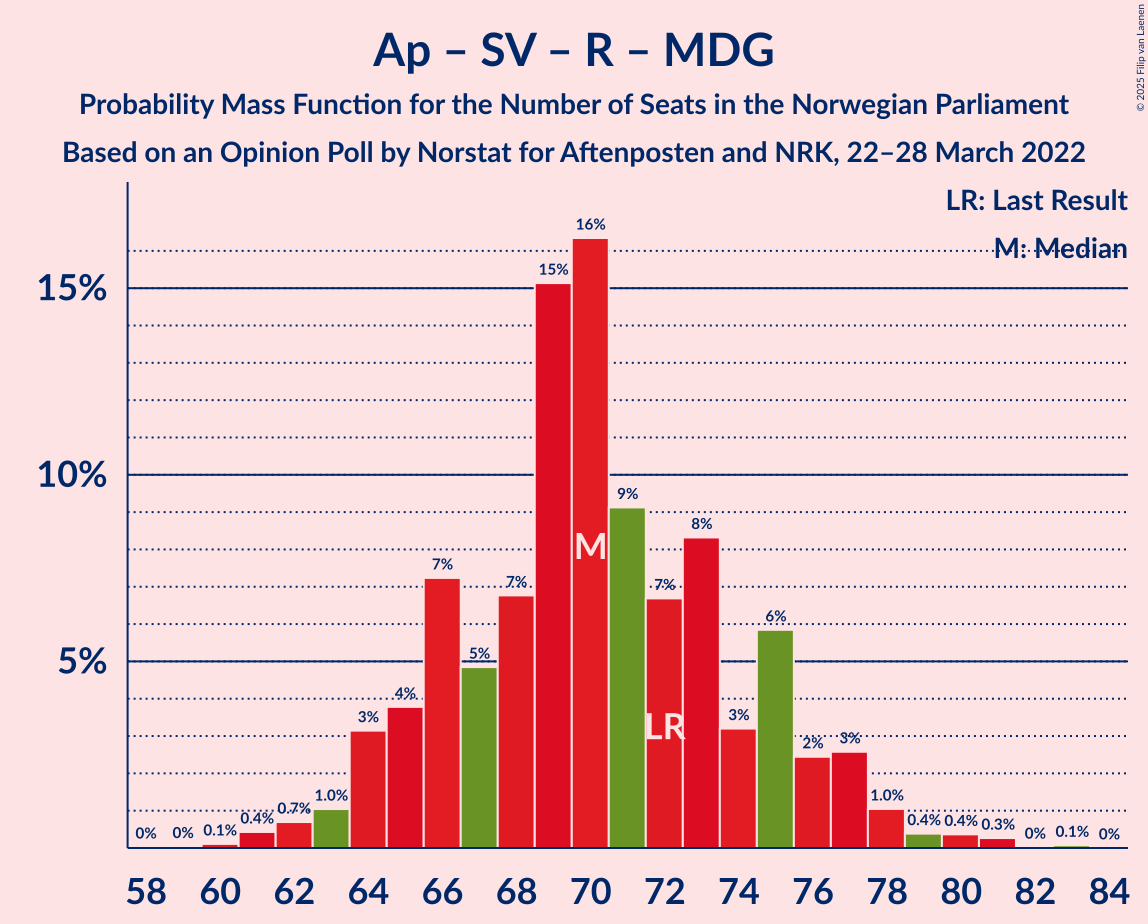 Ap – SV – R – MDG
Probability Mass Function for the Number of Seats in the Norwegian Parliament
Based on an Opinion Poll by Norstat for Aftenposten and NRK, 22–28 March 2022
© 2025 Filip van Laenen
LR: Last Result
M: Median
15%
10%
5%
0% 0% 0.1% 0.4% 0.7% 1.0% 3% 4% 7% 5% 7% 15% 16% 9% 7% 8% 3% 6% 2% 3% 1.0% 0.4% 0.4% 0.3% 0% 0.1% 0%
M
LR
58 60 62 64 66 68 70 72 74 76 78 80 82 84